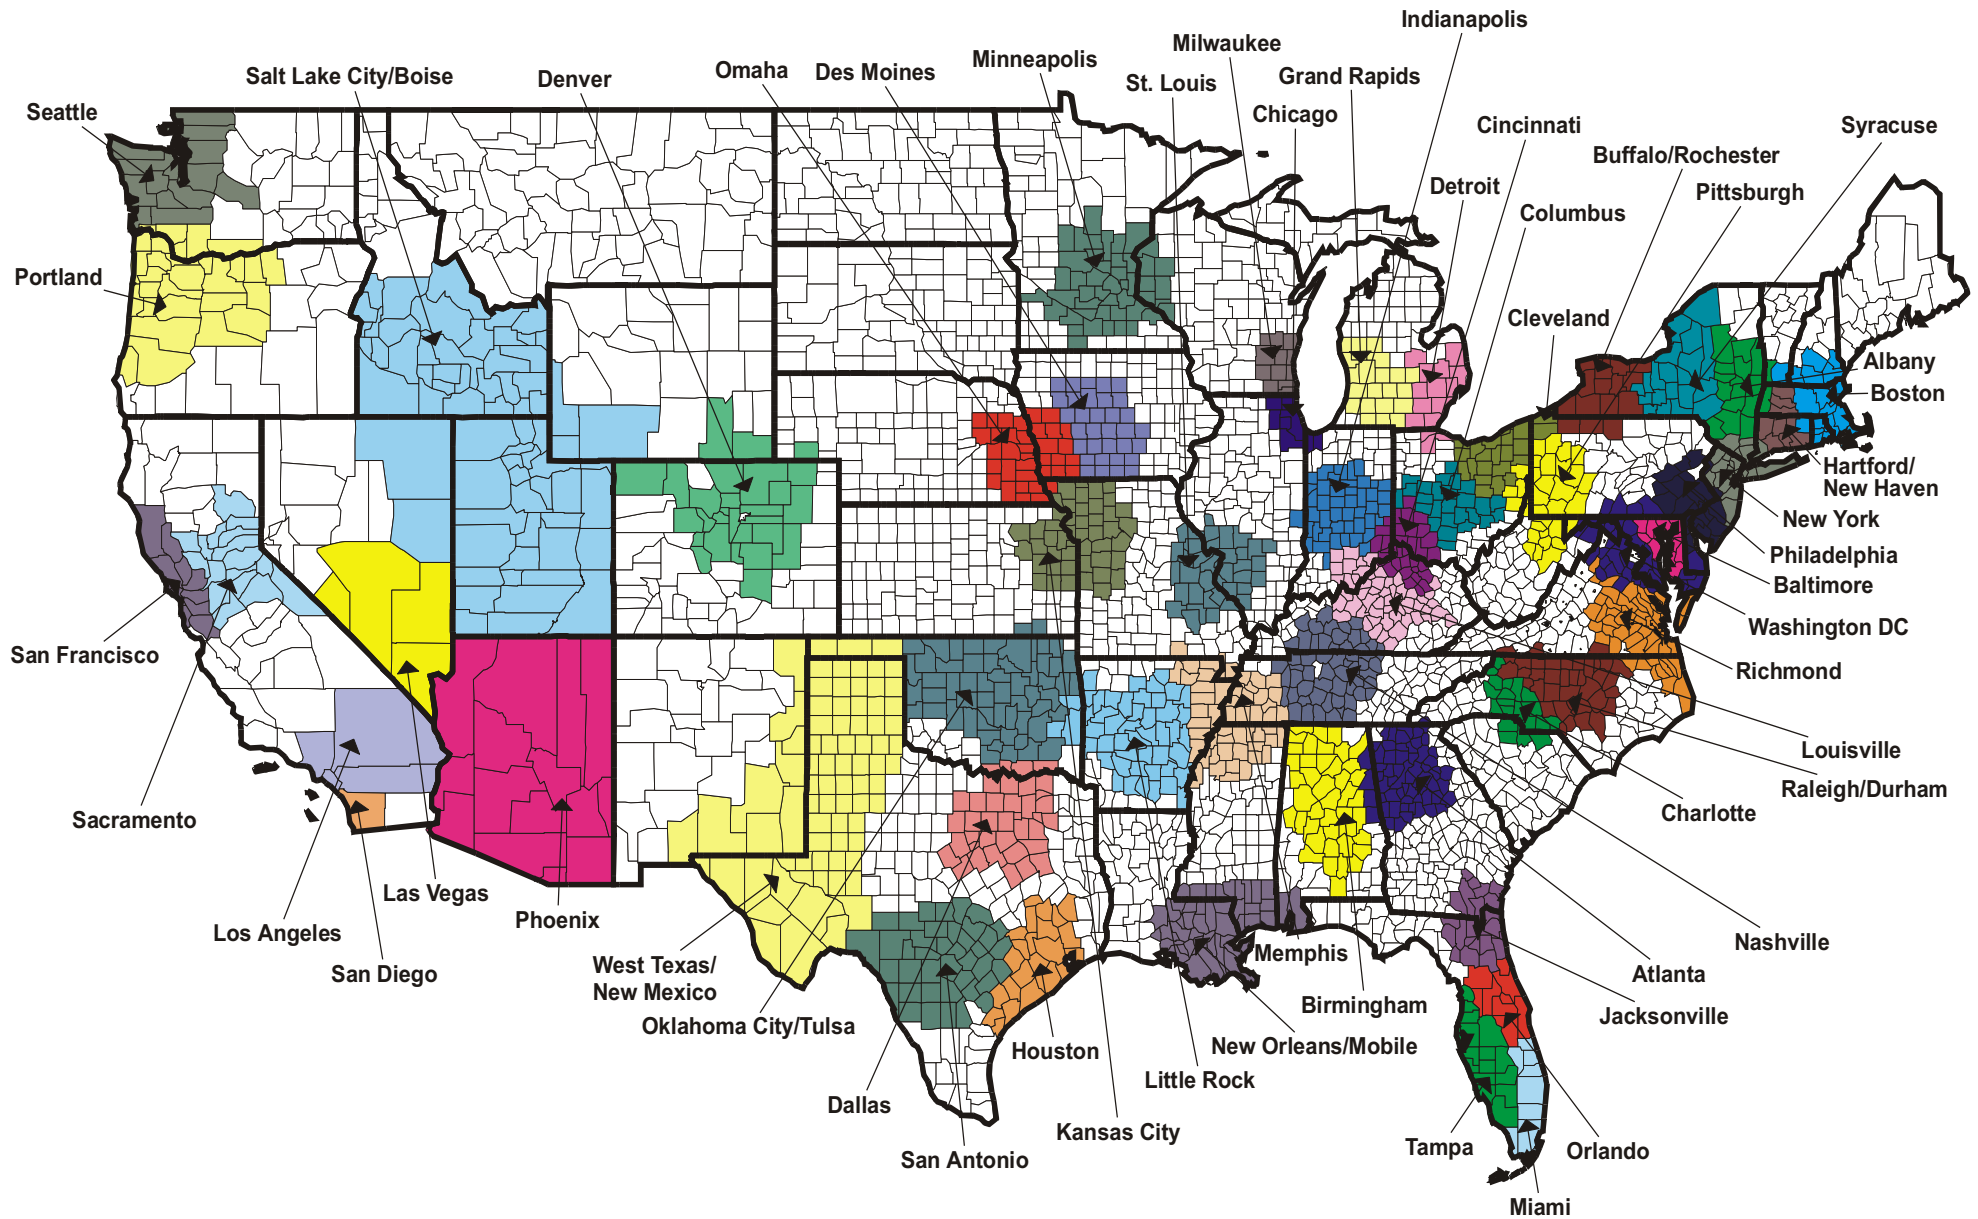 Indianapolis
Milwaukee
Minneapolis
Grand Rapids
Salt Lake City/Boise
Denver
Omaha
Des Moines
St. Louis
Seattle
Chicago
Cincinnati
Syracuse
Buffalo/Rochester
Detroit
Pittsburgh
Columbus
Portland
Cleveland
Albany
Boston
Hartford/
New Haven
New York
Philadelphia
Baltimore
Washington DC
San Francisco
Richmond
Louisville
Raleigh/Durham
Charlotte
Sacramento
Las Vegas
Phoenix
Los Angeles
San Diego
Nashville
Memphis
West Texas/
New Mexico
Atlanta
Birmingham
Jacksonville
Oklahoma City/Tulsa
Houston
New Orleans/Mobile
Little Rock
Dallas
Kansas City
San Antonio
Tampa
Orlando
Miami